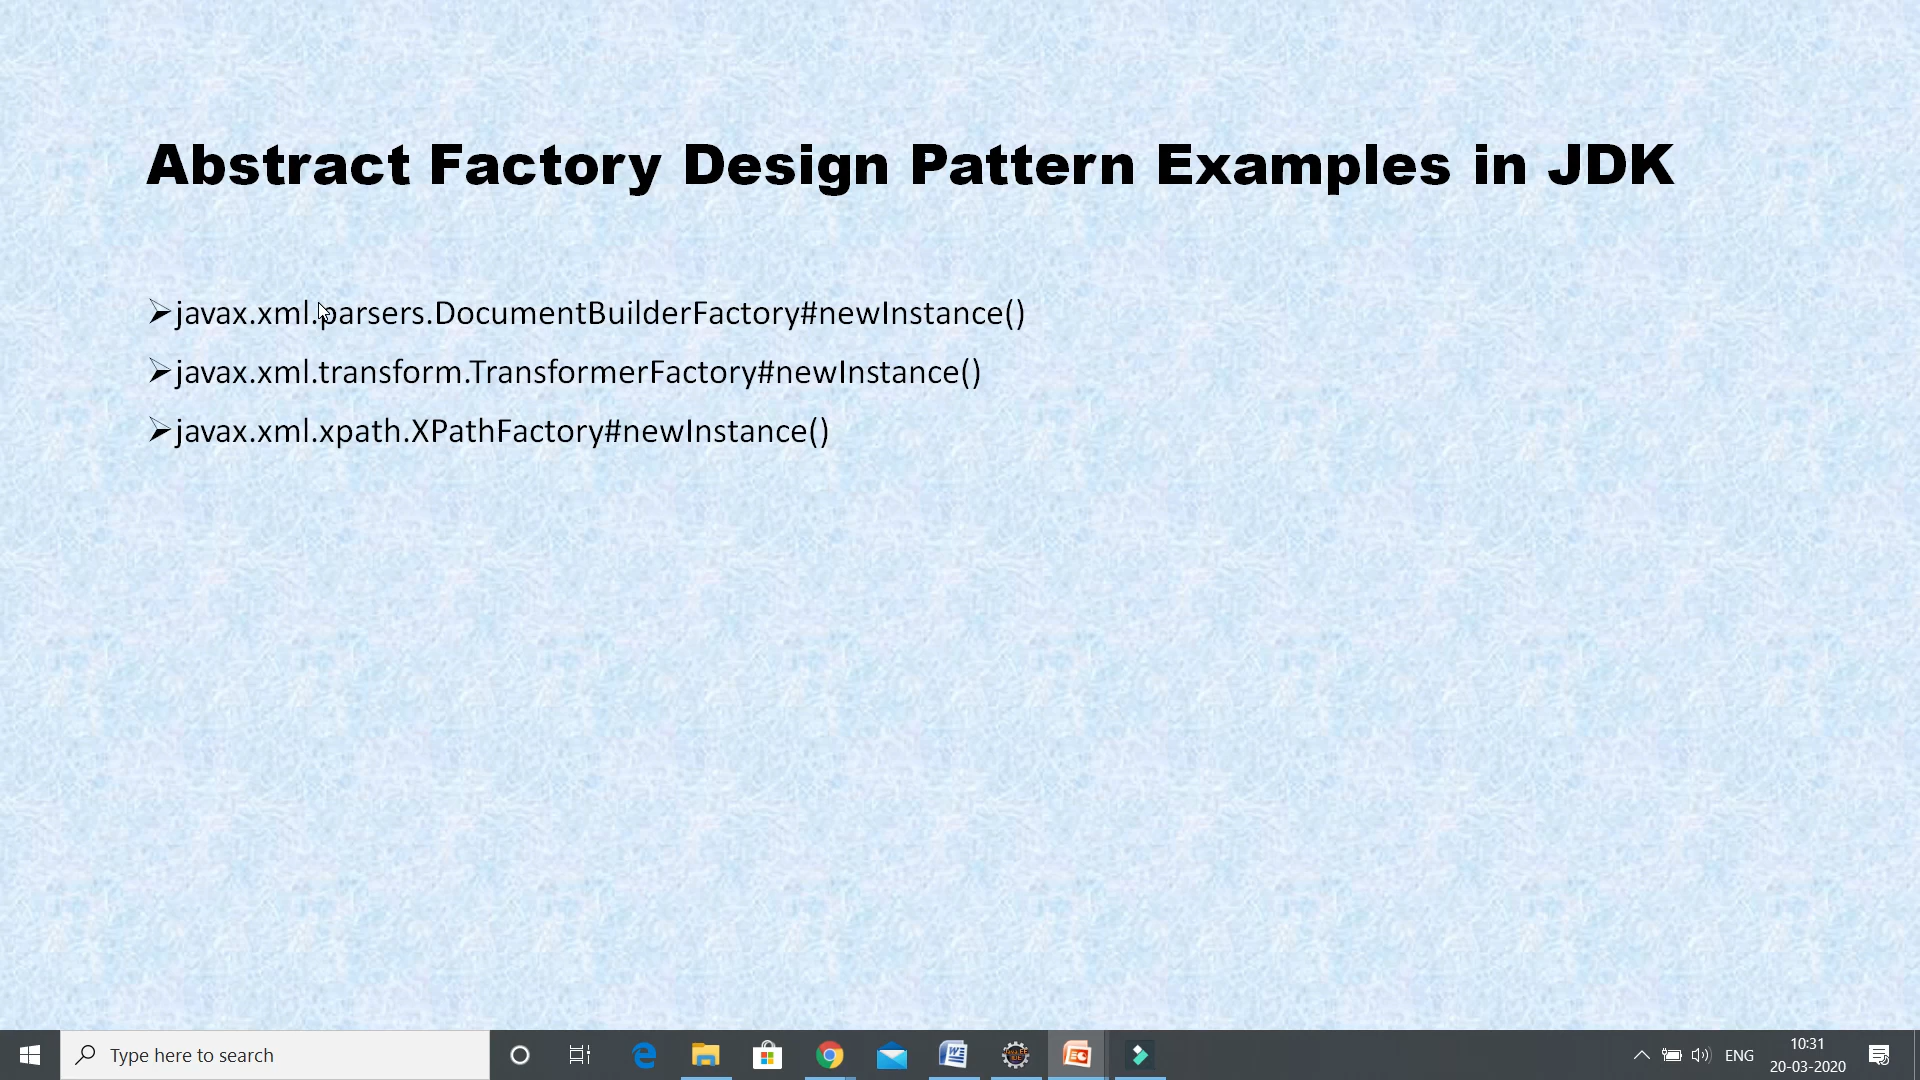 Abstract Factory Design Pattern Examples in JDK
javax.xml.parsers.DocumentBuilderFactory#newInstance()
javax.xml.transform.TransformerFactory#newInstance()
javax.xml.xpath.XPathFactory#newInstance()
Type here to search
ENG
10:31
20-03-2020